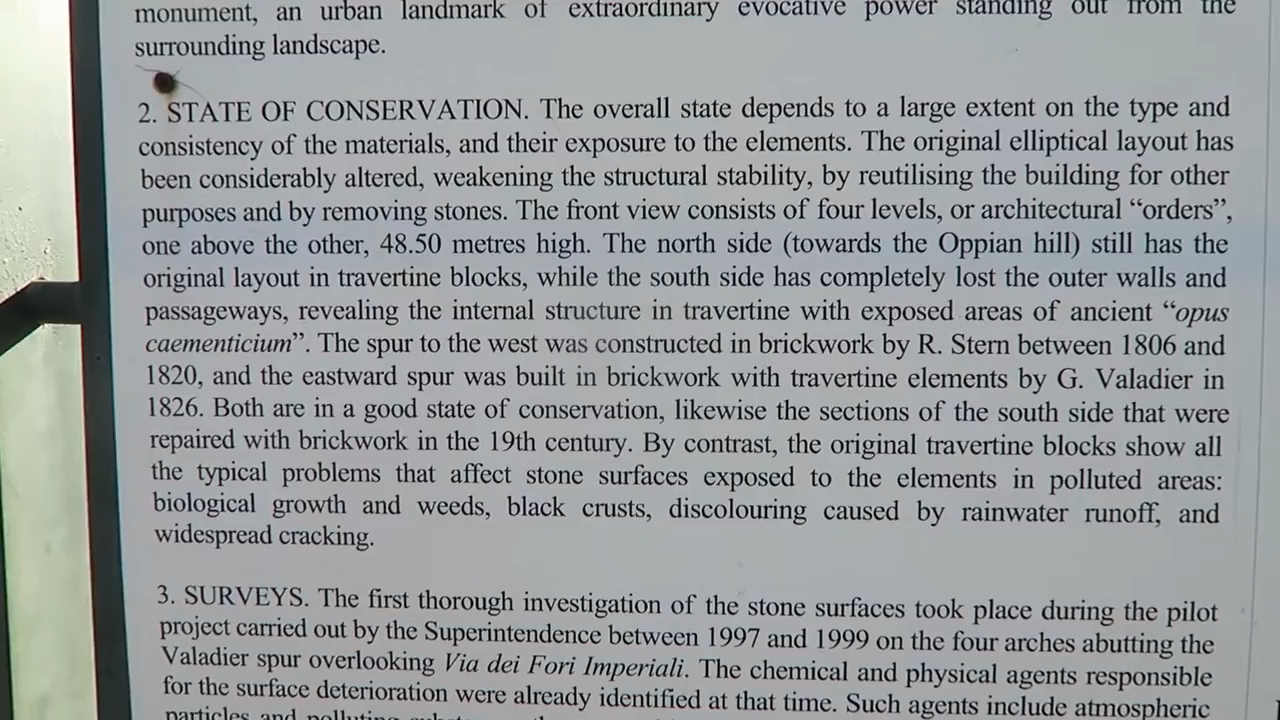 monument, an urban landmark of extraordinary evocative power standing out from the
surrounding landscape.
2. STATE OF CONSERVATION. The overall state depends to a large extent on the type and
consistency of the materials, and their exposure to the elements. The original elliptical layout has
been considerably altered, weakening the structural stability, by reutilising the building for other
purposes and by removing stones. The front view consists of four levels, or architectural “orders”,
one above the other, 48.50 metres high. The north side (towards the Oppian hill) still has the
original layout in travertine blocks, while the south side has completely lost the outer walls and
passageways, revealing the internal structure in travertine with exposed areas of ancient “opus
caementicium”. The spur to the west was constructed in brickwork by R. Stern between 1806 and
1820, and the eastward spur was built in brickwork with travertine elements by G. Valadier in
1826. Both are in a good state of conservation, likewise the sections of the south side that were
repaired with brickwork in the 19th century. By contrast, the original travertine blocks show all
the typical problems that affect stone surfaces exposed to the elements in polluted areas:
biological growth and weeds, black crusts, discolouring caused by rainwater runoff, and
widespread cracking.
3. SURVEYS. The first thorough investigation of the stone surfaces took place during the pilot
project carried out by the Superintendence between 1997 and 1999 on the four arches abutting the
Valadier spur overlooking Via dei Fori Imperiali. The chemical and physical agents responsible
for the surface deterioration were already identified at that time. Such agents include atmospheric
particles and polluting